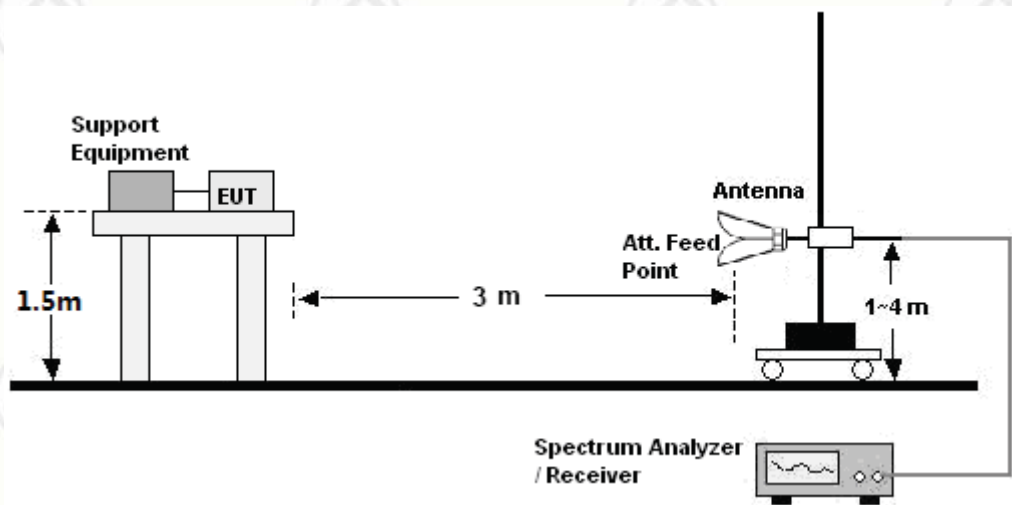 Support
Equipment
EUT
Antenna
Att. Feed
Point
1.5m
3 m
1~4 m
Spectrum Analyzer
/ Receiver